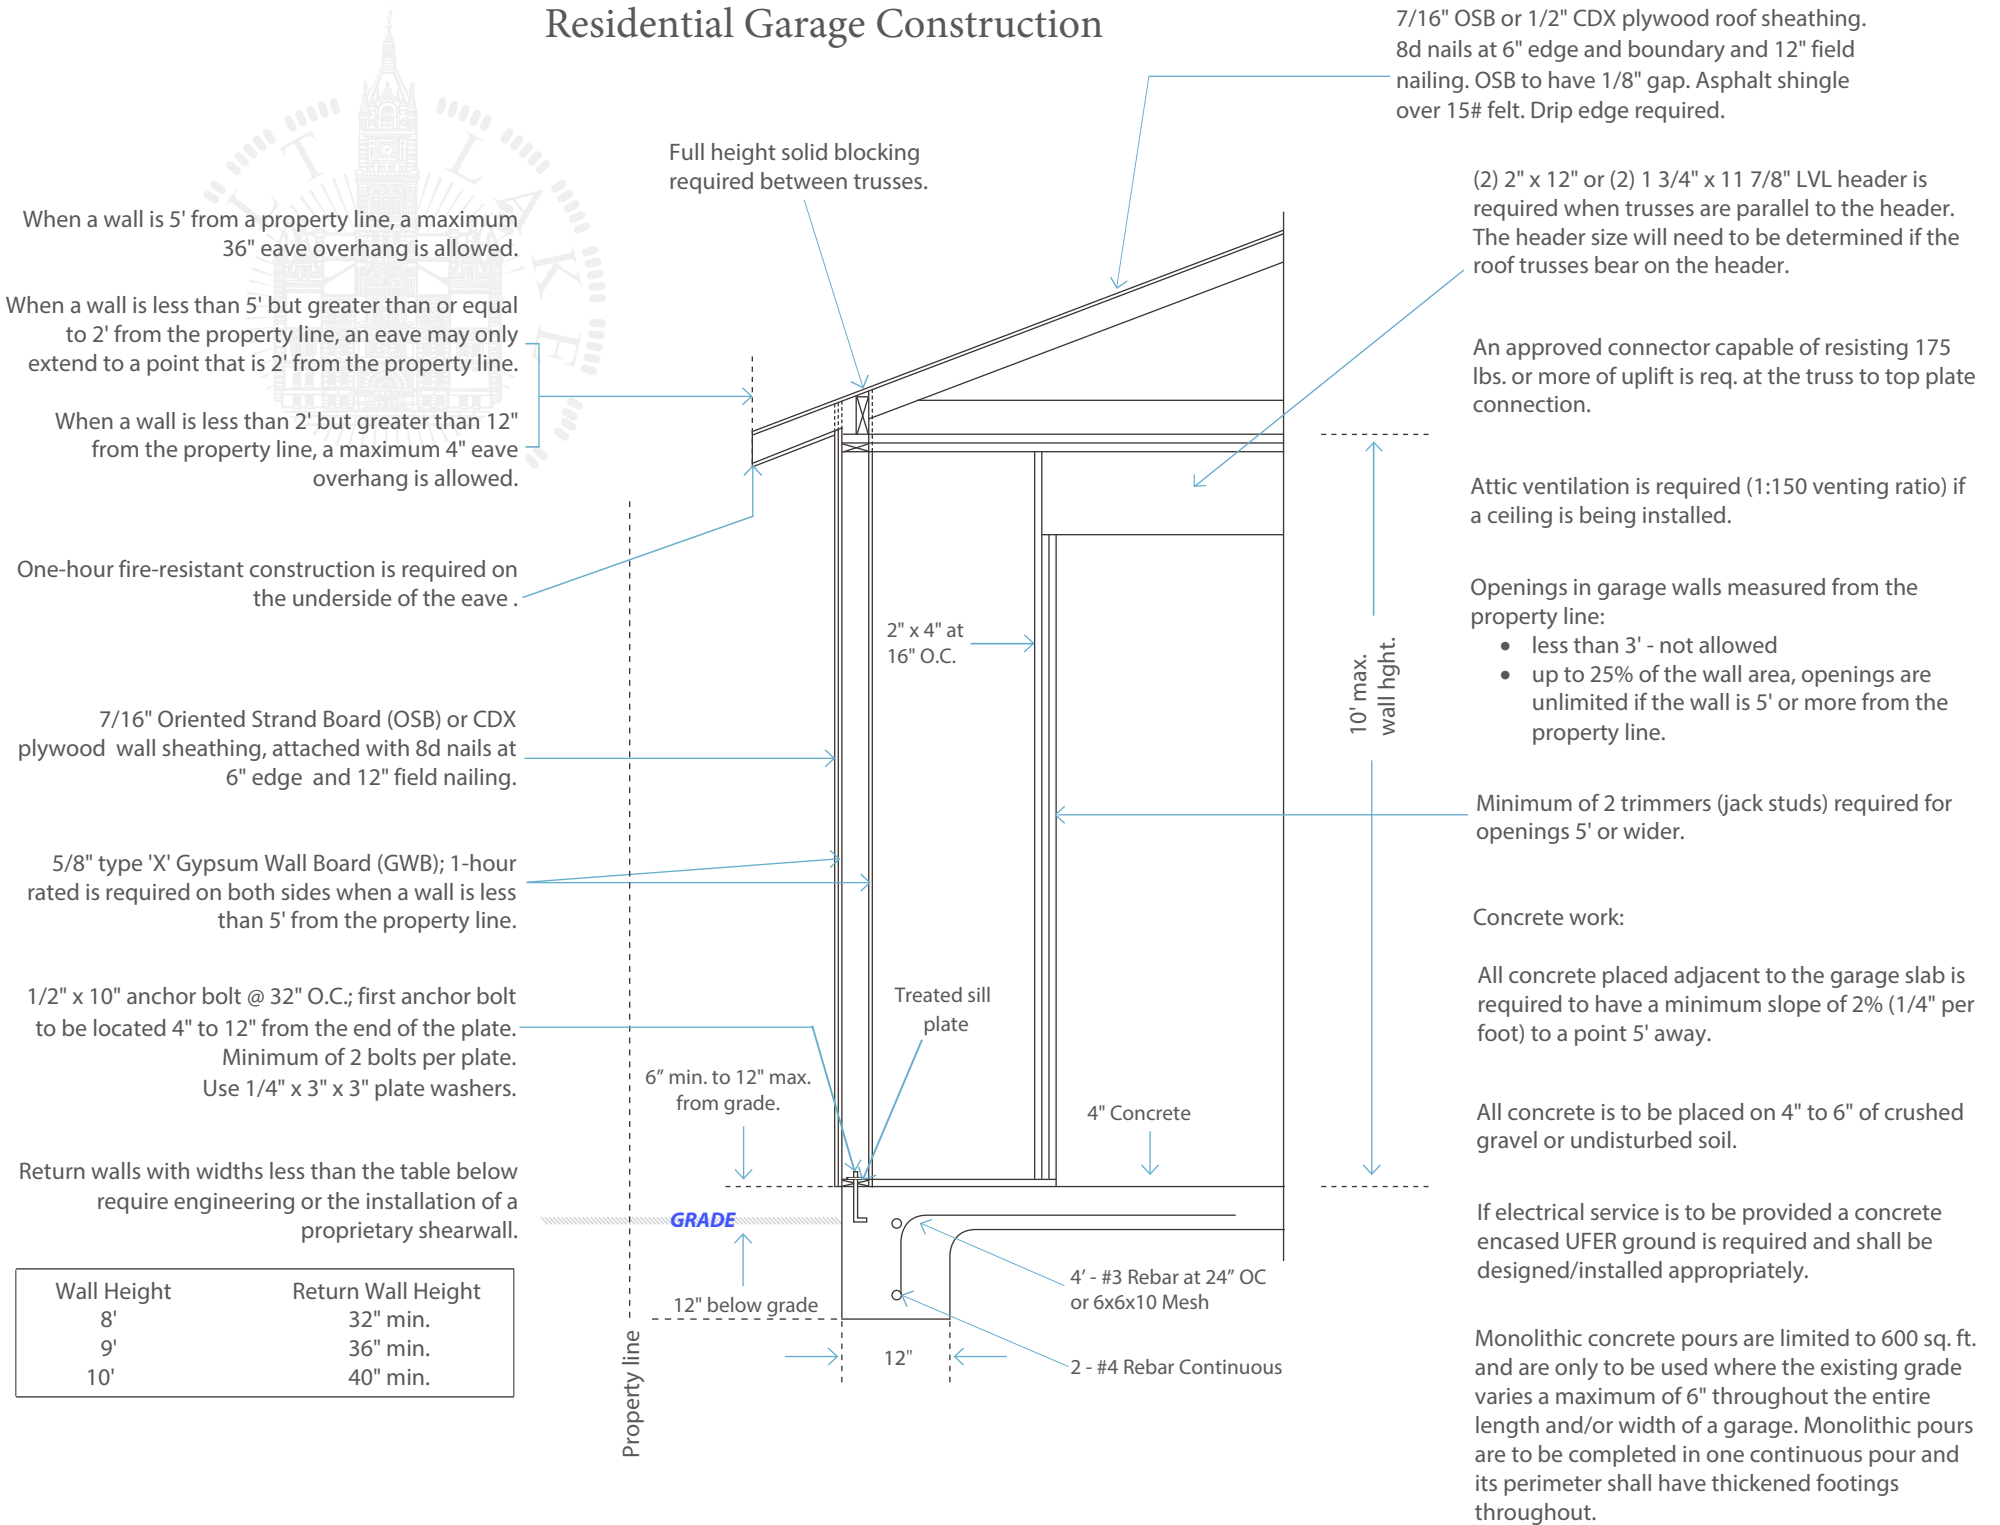 Residential Garage Construction
7/16" OSB or 1/2" CDX plywood roof sheathing.
8d nails at 6" edge and boundary and 12" field
nailing. OSB to have 1/8" gap. Asphalt shingle
over 15# felt. Drip edge required.
Full height solid blocking
required between trusses.
LT LAKE
When a wall is 5' from a property line, a maximum
36" eave overhang is allowed.
When a wall is less than 5' but greater than or equal
to 2' from the property line, an eave may only
extend to a point that is 2' from the property line.
When a wall is less than 2' but greater than 12"
from the property line, a maximum 4" eave
overhang is allowed.
One-hour fire-resistant construction is required on
the underside of the eave .
7/16" Oriented Strand Board (OSB) or CDX
plywood wall sheathing, attached with 8d nails at
6" edge and 12" field nailing.
5/8" type 'X' Gypsum Wall Board (GWB); 1-hour
rated is required on both sides when a wall is less
than 5' from the property line.
1/2" x 10" anchor bolt @ 32" O.C.; first anchor bolt
to be located 4" to 12" from the end of the plate.
Minimum of 2 bolts per plate.
Use 1/4" x 3" x 3" plate washers.
Return walls with widths less than the table below
require engineering or the installation of a
proprietary shearwall.
Wall Height Return Wall Height
8' 32" min.
9' 36" min.
10' 40" min.
Property line
2" x 4" at
16" O.C.
10' max.
wall hght.
Treated sill
plate
6” min. to 12" max.
from grade.
4" Concrete
GRADE
12" below grade
12"
4’ - #3 Rebar at 24” OC
or 6x6x10 Mesh
2 - #4 Rebar Continuous
(2) 2" x 12" or (2) 1 3/4" x 11 7/8" LVL header is
required when trusses are parallel to the header.
The header size will need to be determined if the
roof trusses bear on the header.
An approved connector capable of resisting 175
lbs. or more of uplift is req. at the truss to top plate
connection.
Attic ventilation is required (1:150 venting ratio) if
a ceiling is being installed.
Openings in garage walls measured from the
property line:
• less than 3' - not allowed
• up to 25% of the wall area, openings are
unlimited if the wall is 5' or more from the
property line.
Minimum of 2 trimmers (jack studs) required for
openings 5' or wider.
Concrete work:
All concrete placed adjacent to the garage slab is
required to have a minimum slope of 2% (1/4" per
foot) to a point 5' away.
All concrete is to be placed on 4" to 6" of crushed
gravel or undisturbed soil.
If electrical service is to be provided a concrete
encased UFER ground is required and shall be
designed/installed appropriately.
Monolithic concrete pours are limited to 600 sq. ft.
and are only to be used where the existing grade
varies a maximum of 6" throughout the entire
length and/or width of a garage. Monolithic pours
are to be completed in one continuous pour and
its perimeter shall have thickened footings
throughout.